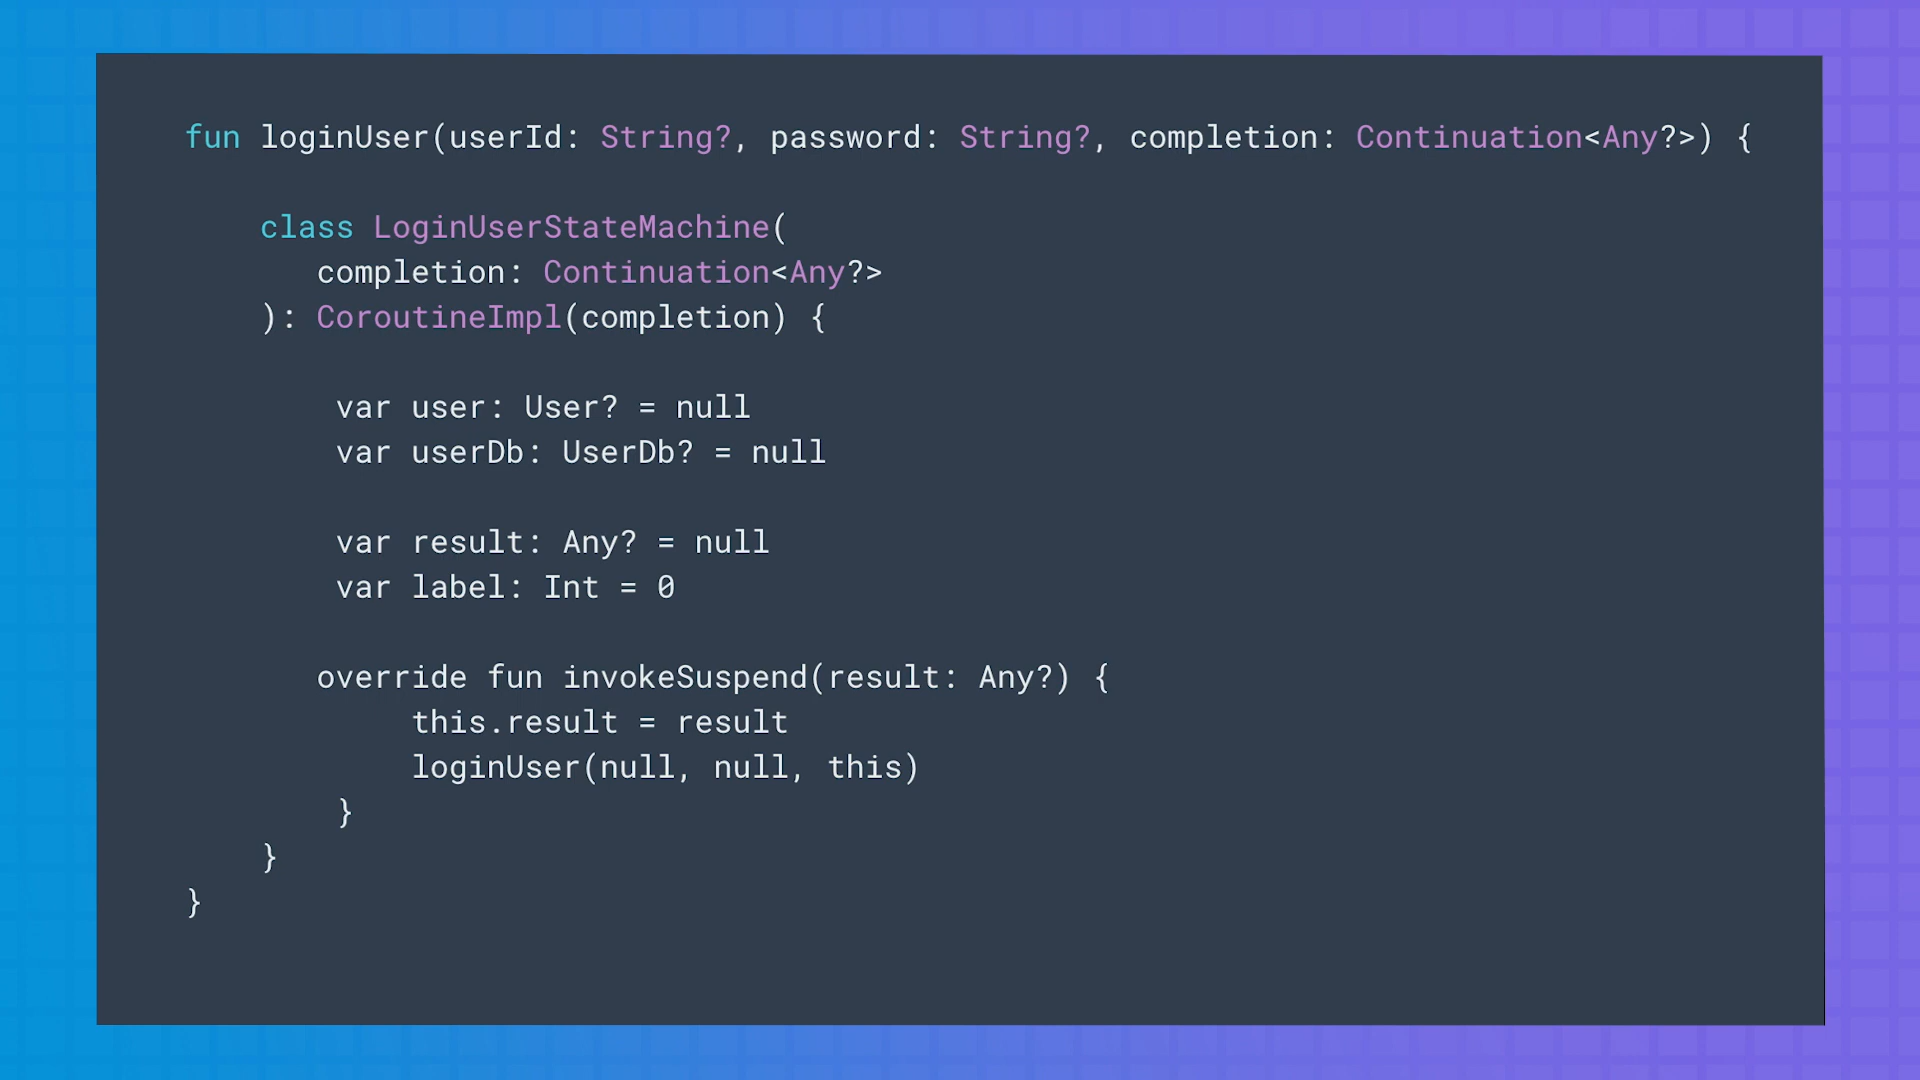 fun loginUser(userId: String?, password: String?, completion: Continuation<Any?>) {
class LoginUserStateMachine(
completion: Continuation<Any?>
): CoroutineImpl(completion) {
var user: User? = null
var userDb: UserDb? = null
var result: Any? = null
var label: Int = 0
override fun invokeSuspend(result: Any?) {
this.result = result
loginUser(null, null, this)
}
}
}